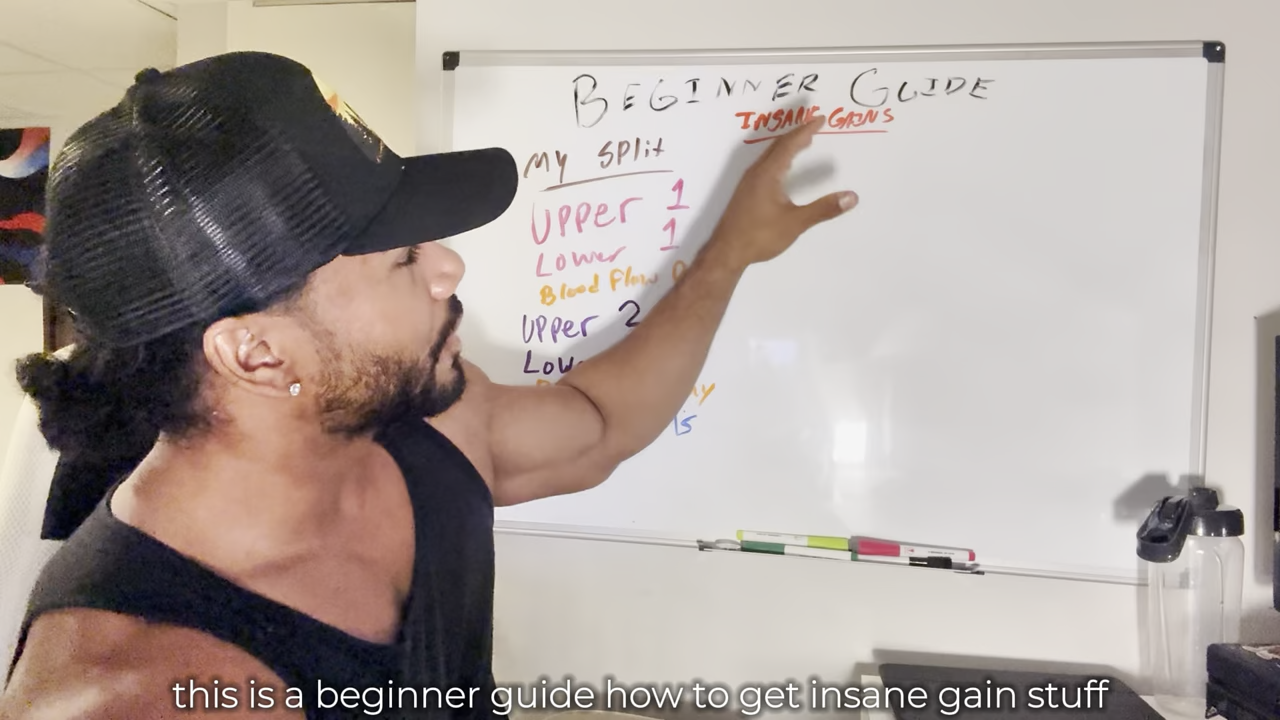 BEGINNER GUIDE
INSANE GAINS
My Split
Upper 1
Lower 1
Blood Flow
Upper 2
this is a beginner guide how to get insane gain stuff